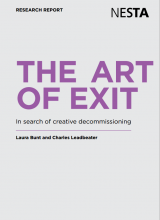 RESEARCH REPORT
NESTA
THE ART
OF EXIT
In search of creative decommissioning
Laura Bunt and Charles Leadbeater